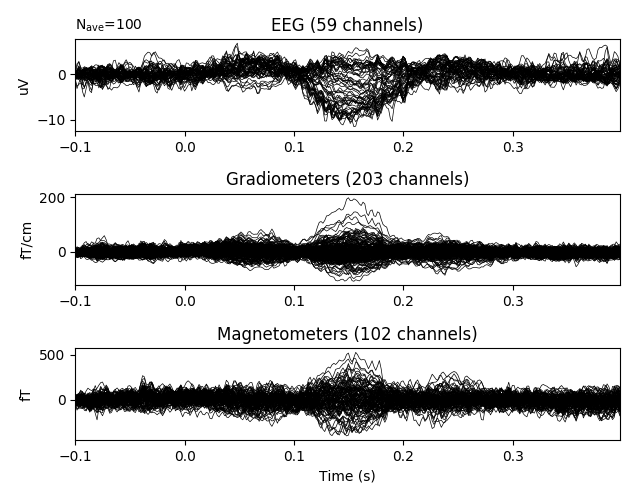 N_ave=100
EEG (59 channels)
uV
0
−10
−0.1 0.0 0.1 0.2 0.3
Gradiometers (203 channels)
fT/cm
200
0
−0.1 0.0 0.1 0.2 0.3
Magnetometers (102 channels)
fT
500
0
−0.1 0.0 0.1 0.2 0.3
Time (s)